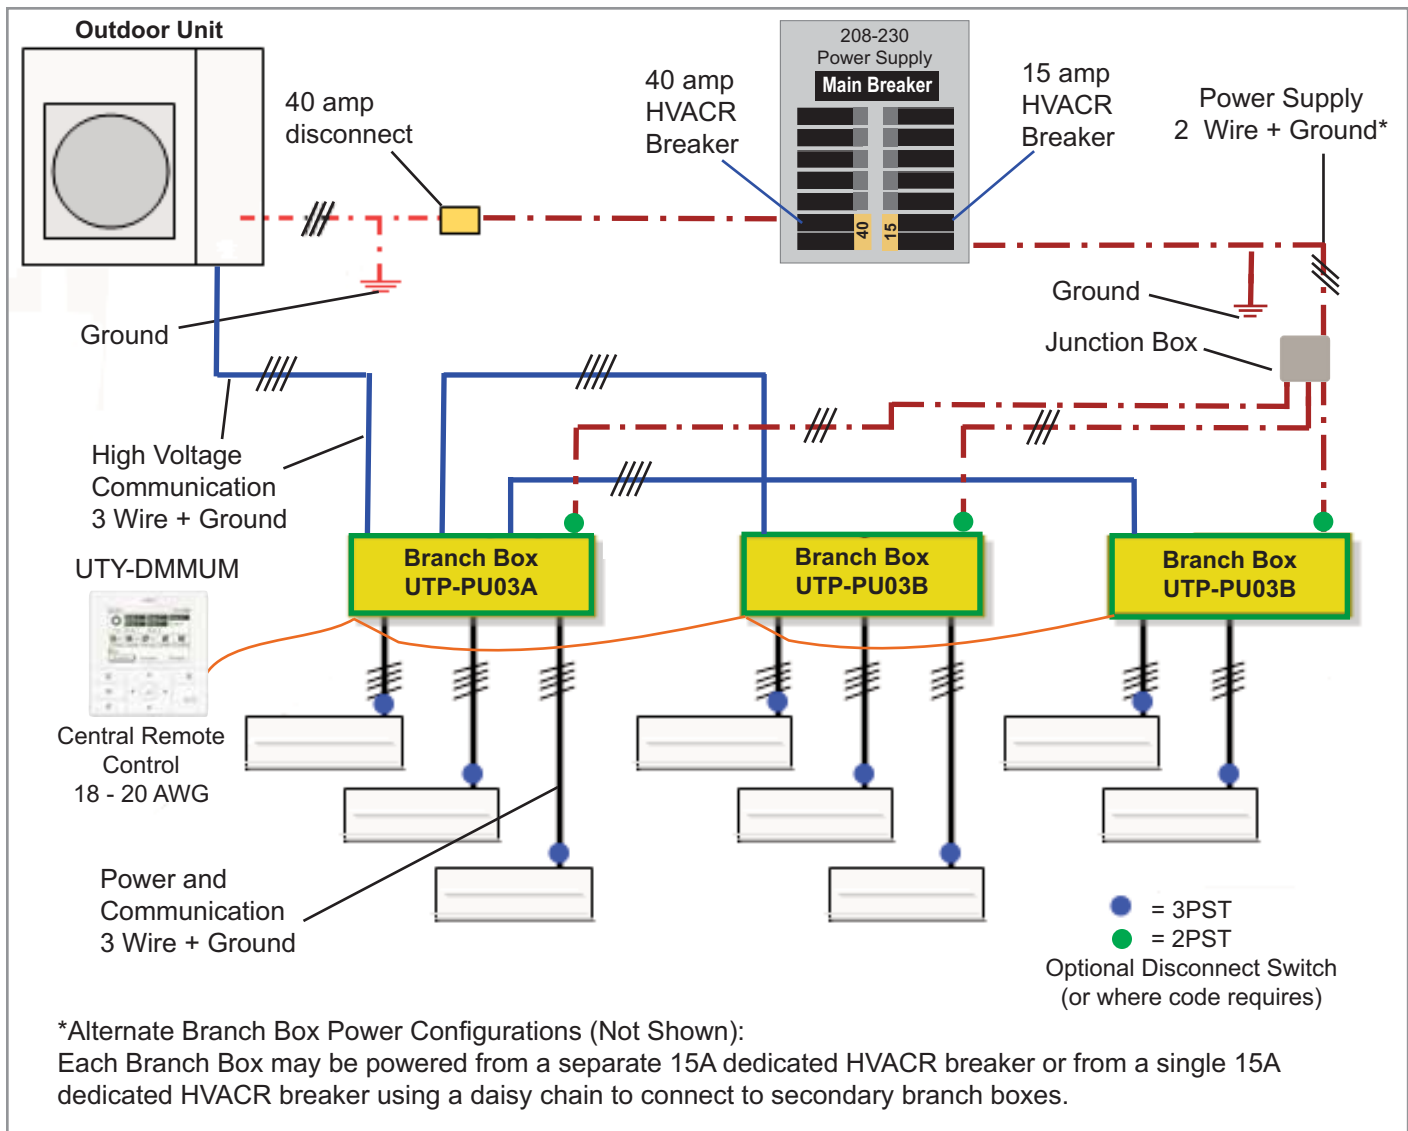 Outdoor Unit
208-230
Power Supply
Main Breaker
40
15
40 amp
disconnect
40 amp
HVACR
Breaker
15 amp
HVACR
Breaker
Power Supply
2 Wire + Ground*
Ground
Ground
Junction Box
High Voltage
Communication
3 Wire + Ground
Branch Box
UTP-PU03A
Branch Box
UTP-PU03B
Branch Box
UTP-PU03B
UTY-DMMUM
Central Remote
Control
18 - 20 AWG
Power and
Communication
3 Wire + Ground
= 3PST
= 2PST
Optional Disconnect Switch
(or where code requires)
*Alternate Branch Box Power Configurations (Not Shown):
Each Branch Box may be powered from a separate 15A dedicated HVACR breaker or from a single 15A
dedicated HVACR breaker using a daisy chain to connect to secondary branch boxes.